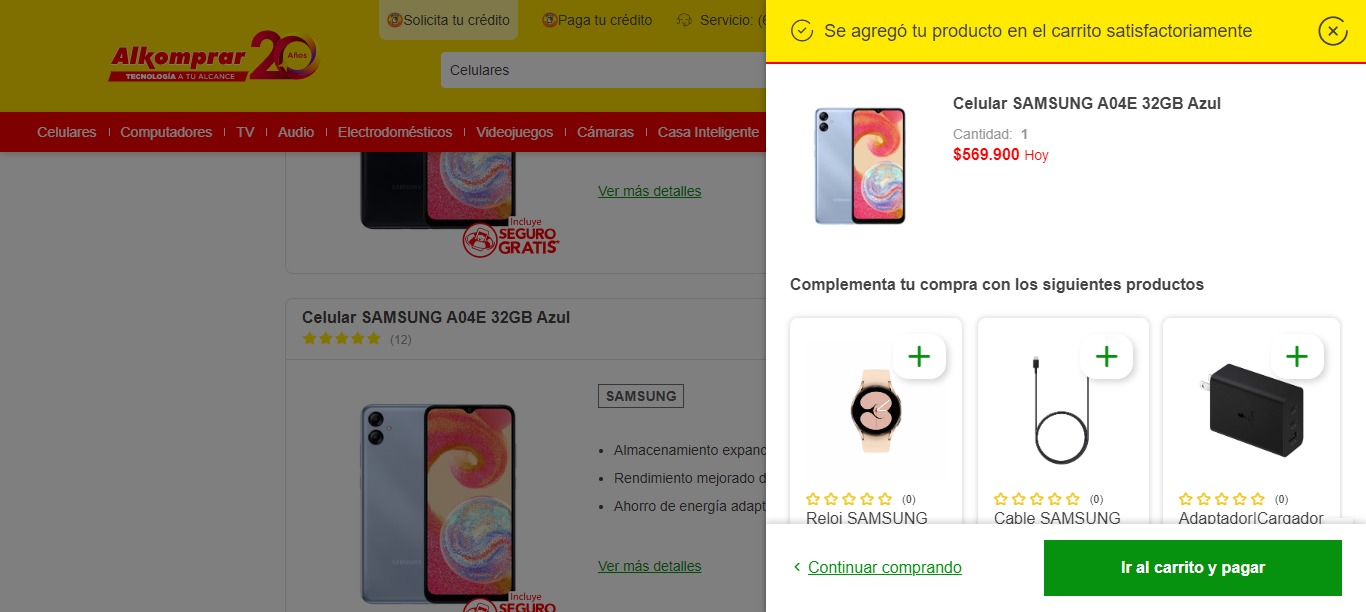 Solicita tu crédito
Paga tu crédito
Servicio: (6
Alkomprar 20 Años
TECNOLOGÍA A TU ALCANCE
Celulares
Celulares
Computadores
TV
Audio
Electrodomésticos
Videojuegos
Cámaras
Casa Inteligente
SAMSUNG
Ver más detalles
Incluye
SEGURO
GRATIS*
Celular SAMSUNG A04E 32GB Azul
(12)
SAMSUNG
Almacenamiento expand
Rendimiento mejorado d
Ahorro de energía adapt
Ver más detalles
Incluye
SEGURO
Se agregó tu producto en el carrito satisfactoriamente
Celular SAMSUNG A04E 32GB Azul
Cantidad: 1
$569.900 Hoy
Complementa tu compra con los siguientes productos
(0)
Reloj SAMSUNG
(0)
Cable SAMSUNG
(0)
Adaptador|Cargador
Continuar comprando
Ir al carrito y pagar